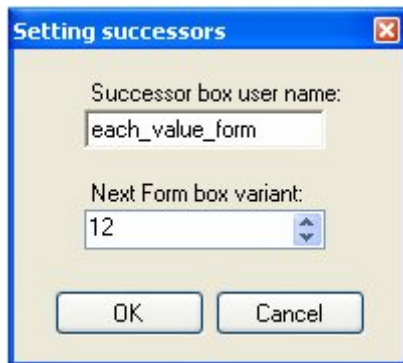 Setting successors
Successor box user name:
each_value_form
Next Form box variant:
12
OK Cancel